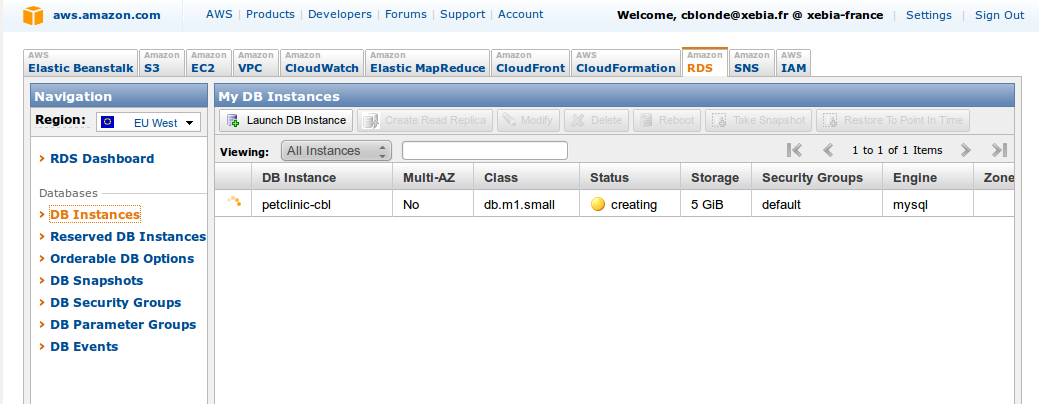 aws.amazon.com AWS | Products | Developers | Forums | Support | Account Welcome, cblonde@xebia.fr @ xebia-france | Settings | Sign Out
AWS Amazon Amazon Amazon Amazon Amazon Amazon AWS Amazon Amazon AWS
Elastic Beanstalk S3 EC2 VPC CloudWatch Elastic MapReduce CloudFront CloudFormation RDS SNS IAM
Navigation
Region: EU West
› RDS Dashboard
Databases
› DB Instances
› Reserved DB Instances
› Orderable DB Options
› DB Snapshots
› DB Security Groups
› DB Parameter Groups
› DB Events
My DB Instances
Launch DB Instance Create Read Replica Modify Delete Reboot Take Snapshot Restore To Point In Time
Viewing: All Instances 1 to 1 of 1 Items
DB Instance Multi-AZ Class Status Storage Security Groups Engine Zone
petclinic-cbl No db.m1.small creating 5 GiB default mysql